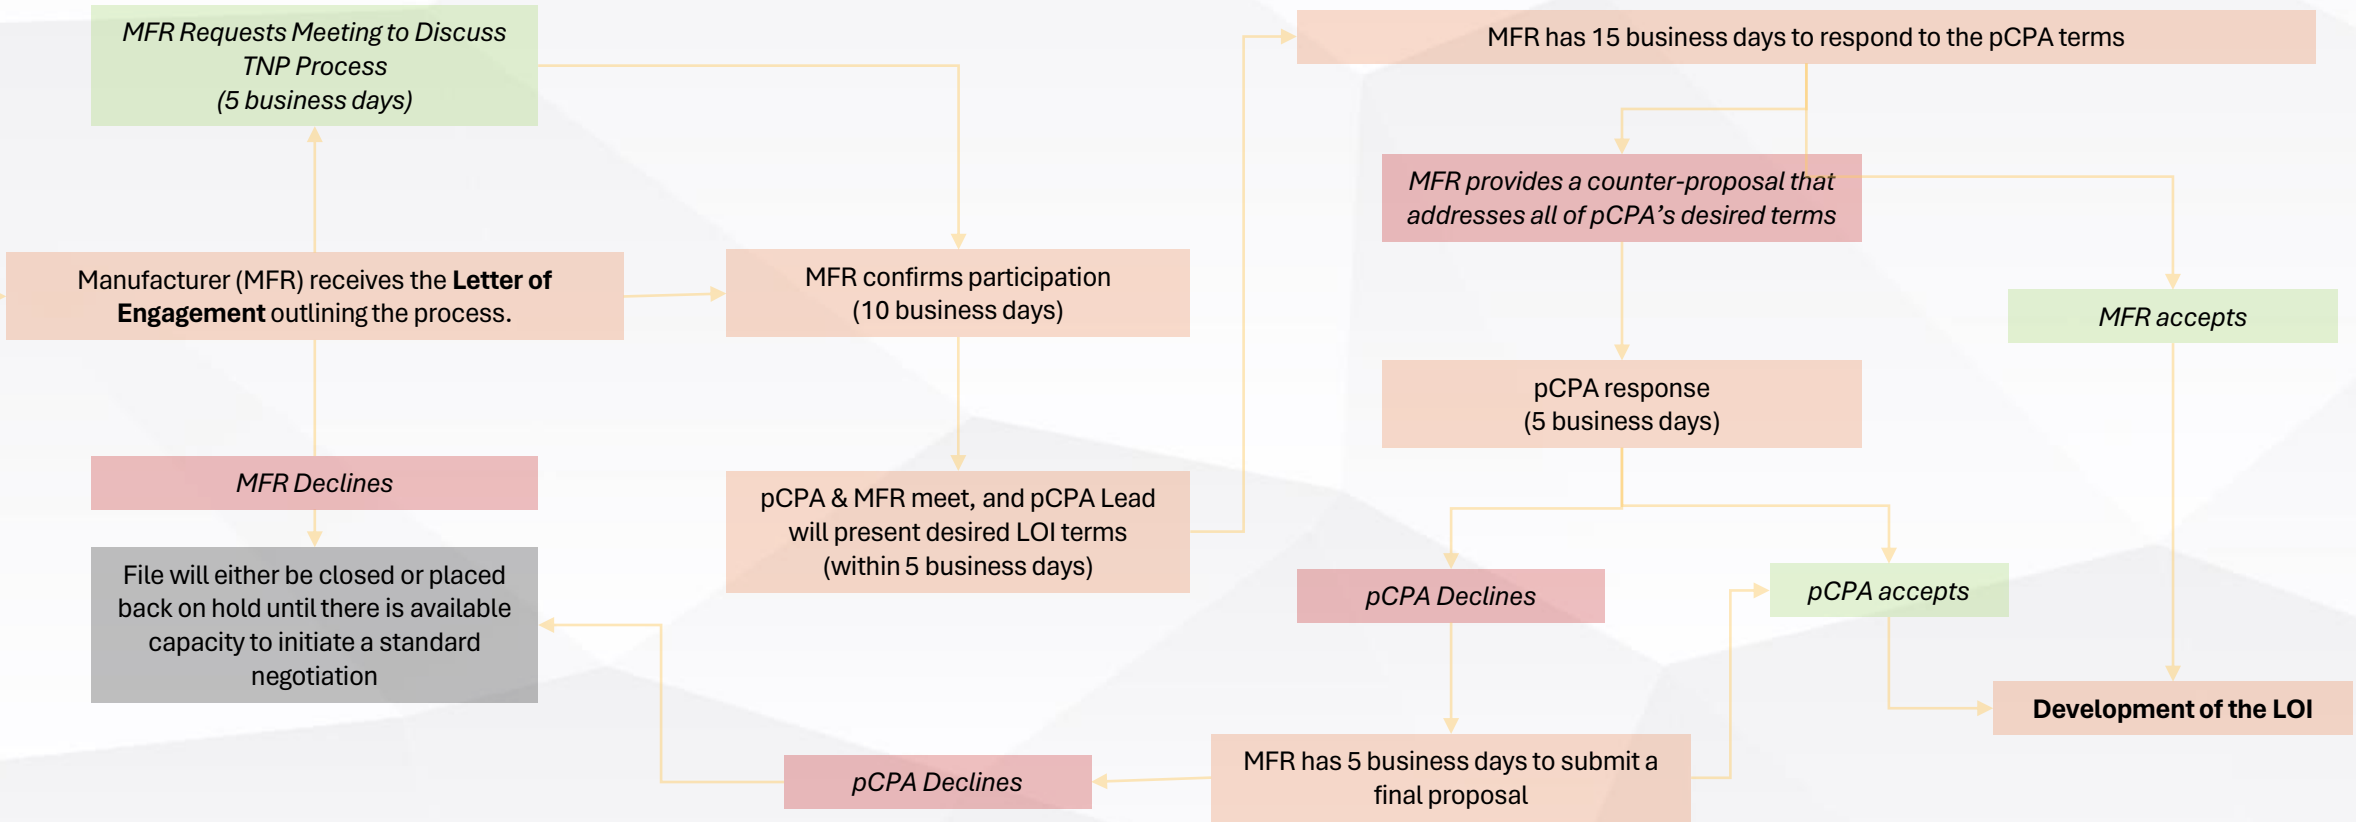 MFR Requests Meeting to Discuss
TNP Process
(5 business days)
Manufacturer (MFR) receives the Letter of
Engagement outlining the process.
MFR Declines
File will either be closed or placed
back on hold until there is available
capacity to initiate a standard
negotiation
MFR confirms participation
(10 business days)
pCPA & MFR meet, and pCPA Lead
will present desired LOI terms
(within 5 business days)
MFR has 15 business days to respond to the pCPA terms
MFR provides a counter-proposal that
addresses all of pCPA’s desired terms
MFR accepts
pCPA response
(5 business days)
pCPA Declines
pCPA accepts
Development of the LOI
MFR has 5 business days to submit a
final proposal
pCPA Declines